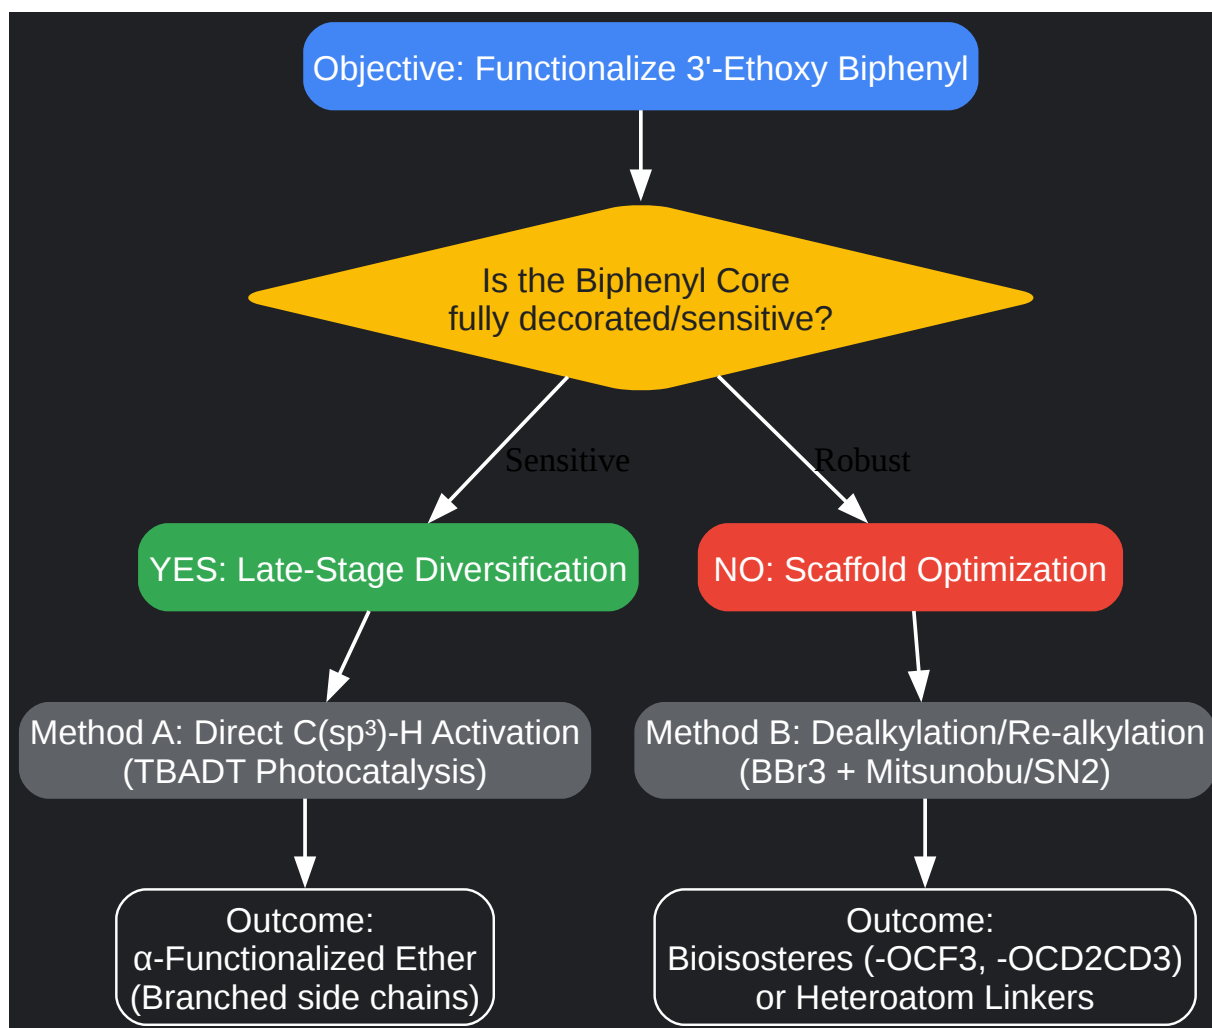 Objective: Functionalize 3'-Ethoxy Biphenyl
Is the Biphenyl Core
fully decorated/sensitive?
Sensitive
Robust
YES: Late-Stage Diversification
NO: Scaffold Optimization
Method A: Direct C(sp³)-H Activation
(TBADT Photocatalysis)
Method B: Dealkylation/Re-alkylation
(BBr3 + Mitsunobu/SN2)
Outcome:
α-Functionalized Ether
(Branched side chains)
Outcome:
Bioisosteres (-OCF3, -OCD2CD3)
or Heteroatom Linkers